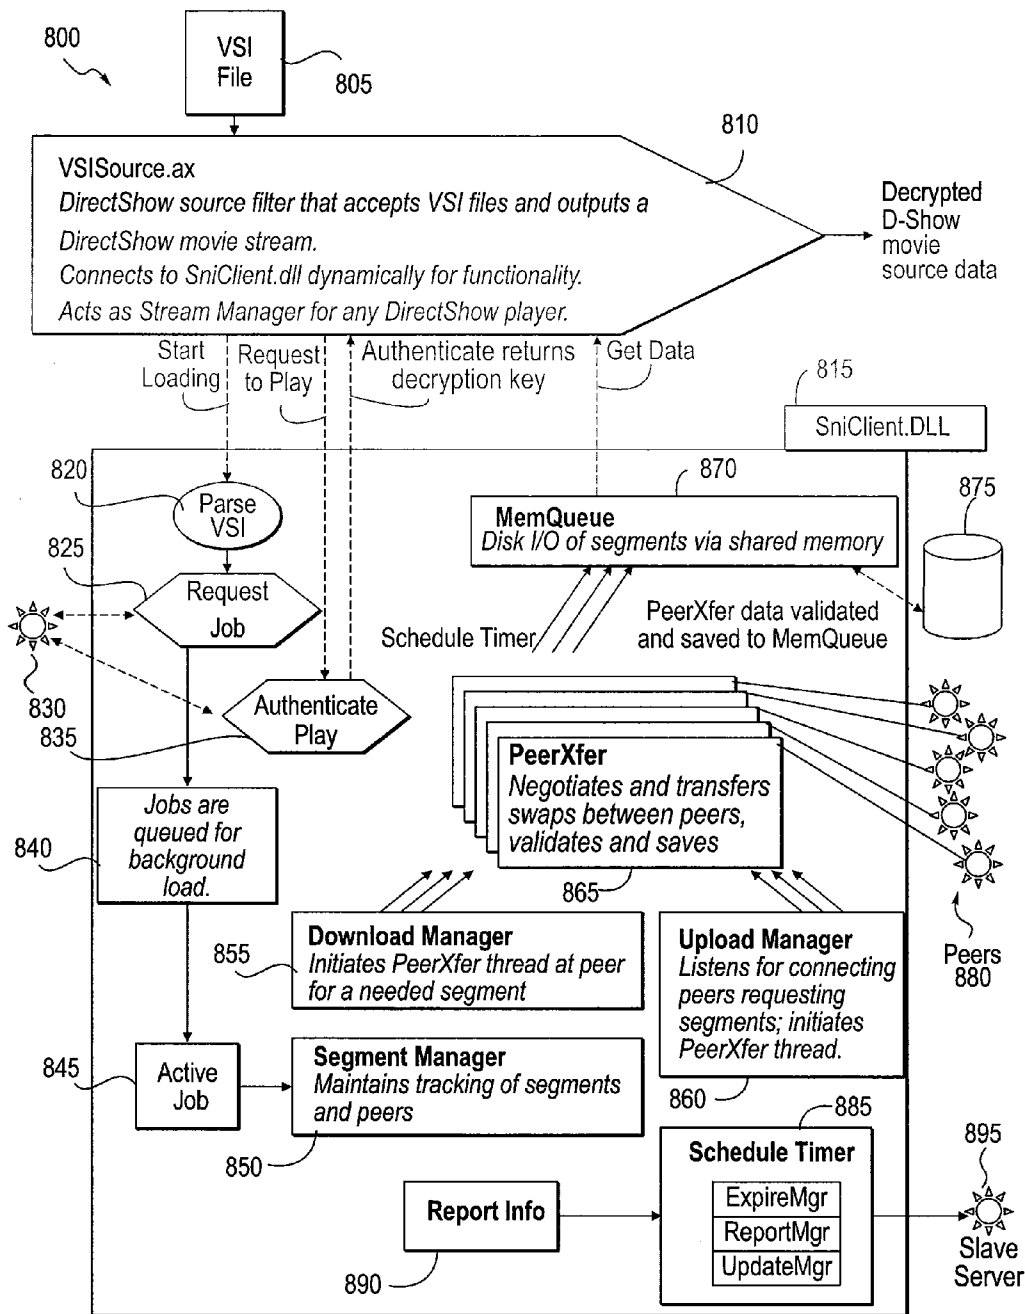 800
VSI
File
805
810
VSISource.ax
DirectShow source filter that accepts VSI files and outputs a
DirectShow movie stream.
Connects to SniClient.dll dynamically for functionality.
Acts as Stream Manager for any DirectShow player.
Decrypted
D-Show
movie
source data
Start
Loading
Request
to Play
Authenticate returns
decryption key
Get Data
815
SniClient.DLL
820
Parse
VSI
870
MemQueue
Disk I/O of segments via shared memory
875
825
Request
Job
Schedule Timer
PeerXfer data validated
and saved to MemQueue
830
Authenticate
Play
835
PeerXfer
Negotiates and transfers
swaps between peers,
validates and saves
865
Jobs are
queued for
background
load.
840
Peers
880
Download Manager
Initiates PeerXfer thread at peer
for a needed segment
855
Upload Manager
Listens for connecting
peers requesting
segments; initiates
PeerXfer thread.
860
845
Active
Job
Segment Manager
Maintains tracking of segments
and peers
850
885
Schedule Timer
ExpireMgr
ReportMgr
UpdateMgr
Report Info
890
895
Slave
Server